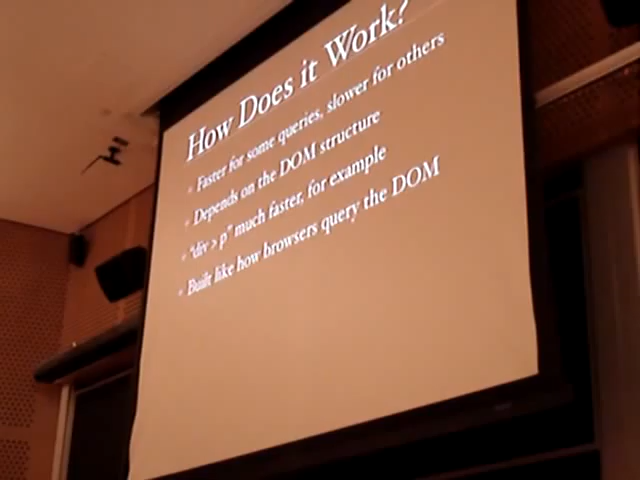 How Does it Work?
Faster for some queries, slower for others
Depends on the DOM structure
"div > p" much faster, for example
Built like how browsers query the DOM